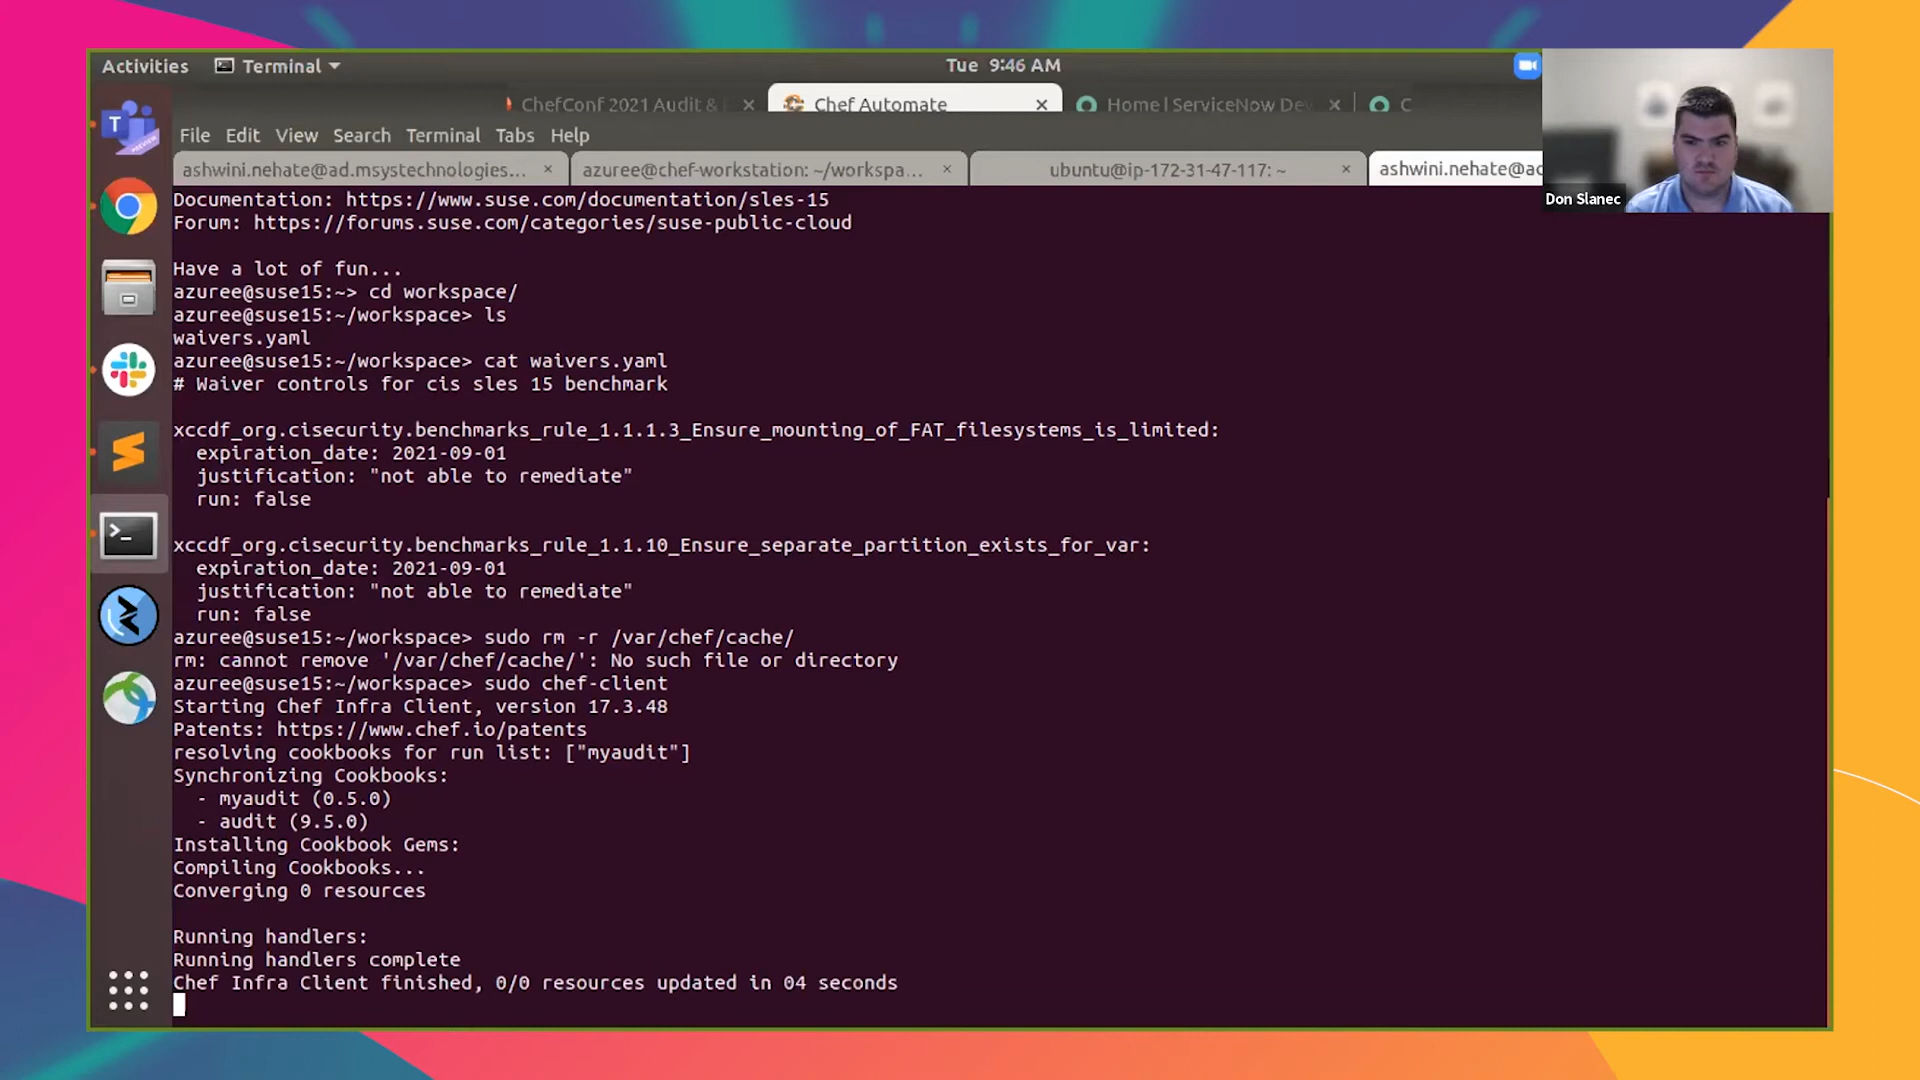 Activities Terminal Tue 9:46 AM
ChefConf 2021 Audit & Chef Automate Home | ServiceNow Dev C
File Edit View Search Terminal Tabs Help
ashwini.nehate@ad.msystechnologies... azuree@chef-workstation: ~/workspa... ubuntu@ip-172-31-47-117: ~ ashwini.nehate@ad
Don Slanec
Documentation: https://www.suse.com/documentation/sles-15
Forum: https://forums.suse.com/categories/suse-public-cloud
Have a lot of fun...
azuree@suse15:~> cd workspace/
azuree@suse15:~/workspace> ls
waivers.yaml
azuree@suse15:~/workspace> cat waivers.yaml
# Waiver controls for cis sles 15 benchmark
xccdf_org.cisecurity.benchmarks_rule_1.1.1.3_Ensure_mounting_of_FAT_filesystems_is_limited:
expiration_date: 2021-09-01
justification: "not able to remediate"
run: false
xccdf_org.cisecurity.benchmarks_rule_1.1.10_Ensure_separate_partition_exists_for_var:
expiration_date: 2021-09-01
justification: "not able to remediate"
run: false
azuree@suse15:~/workspace> sudo rm -r /var/chef/cache/
rm: cannot remove '/var/chef/cache/': No such file or directory
azuree@suse15:~/workspace> sudo chef-client
Starting Chef Infra Client, version 17.3.48
Patents: https://www.chef.io/patents
resolving cookbooks for run list: ["myaudit"]
Synchronizing Cookbooks:
- myaudit (0.5.0)
- audit (9.5.0)
Installing Cookbook Gems:
Compiling Cookbooks...
Converging 0 resources
Running handlers:
Running handlers complete
Chef Infra Client finished, 0/0 resources updated in 04 seconds